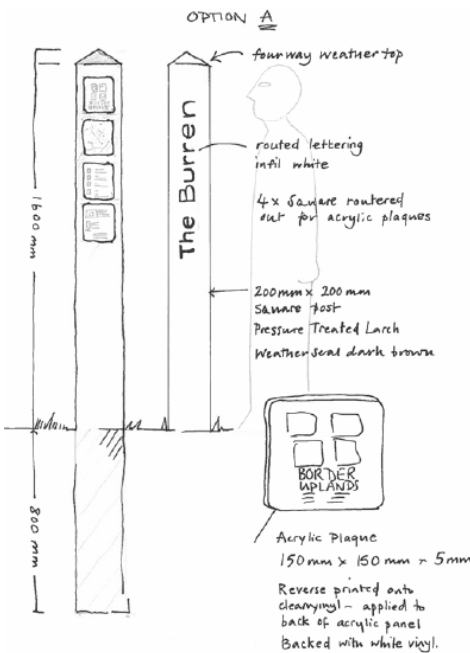 OPTION A
four way weather top
routed lettering
infil white
The Burren
4 x square routered
out for acrylic plaques
1600 mm
200mm x 200mm
Square post
Pressure Treated Larch
Weather seal dark brown
800 mm
BORDER
UPLANDS
Acrylic Plaque
150mm x 150mm - 5mm
Reverse printed onto
clear vinyl - applied to
back of acrylic panel
Backed with white vinyl.